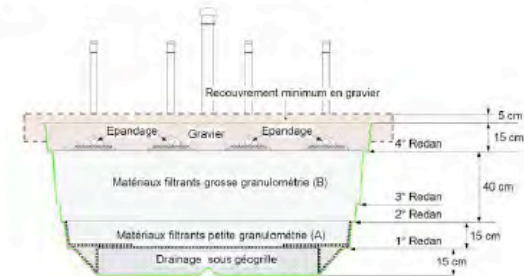 Recouvrement minimum en gravier
5 cm
Epandage Gravier Epandage
15 cm
4° Redan
Matériaux filtrants grosse granulométrie (B)
40 cm
3° Redan
2° Redan
Matériaux filtrants petite granulométrie (A)
15 cm
1° Redan
Drainage sous géogrille
15 cm